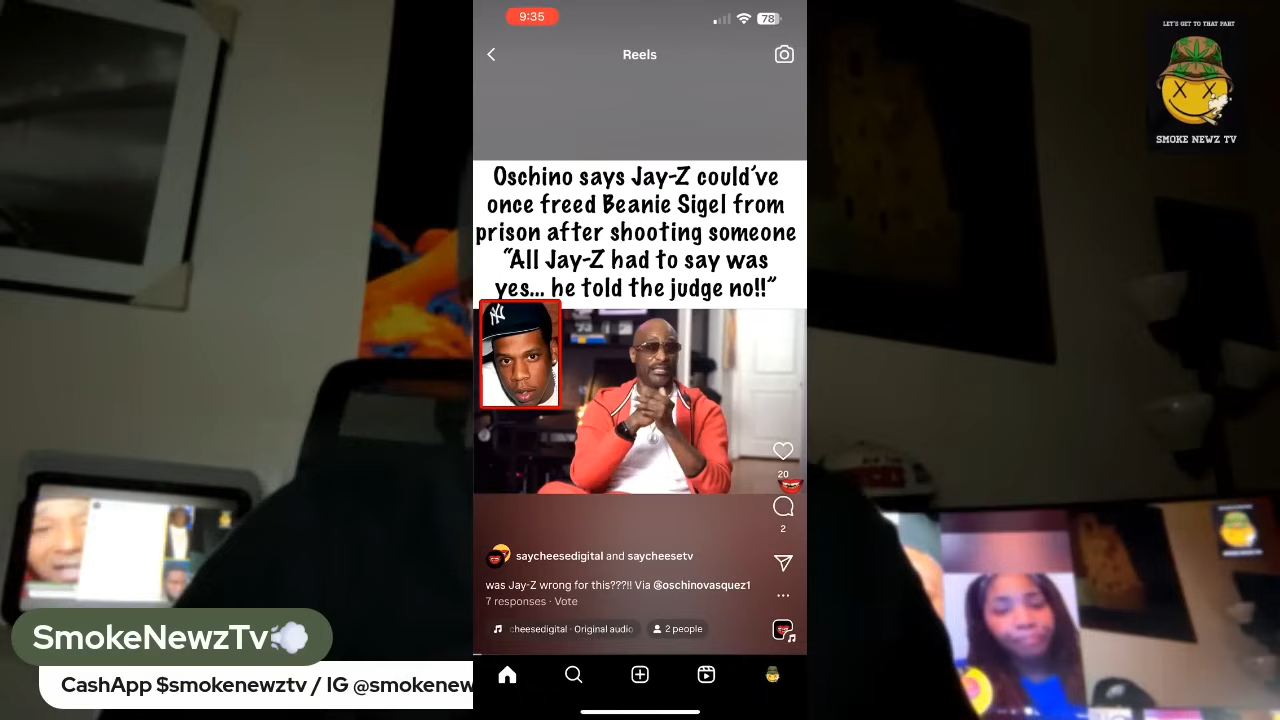 9:35
78
Reels
LET'S GET TO THAT PART
SMOKE NEWZ TV
Oschino says Jay-Z could've
once freed Beanie Sigel from
prison after shooting someone
"All Jay-Z had to say was
yes... he told the judge no!!"
20
2
saycheesedigital and saycheesetv
was Jay-Z wrong for this???!! Via @oschinovasquez1
7 responses · Vote
cheesedigital · Original audio
2 people
SmokeNewzTv💨
CashApp $smokenewztv / IG @smokenew